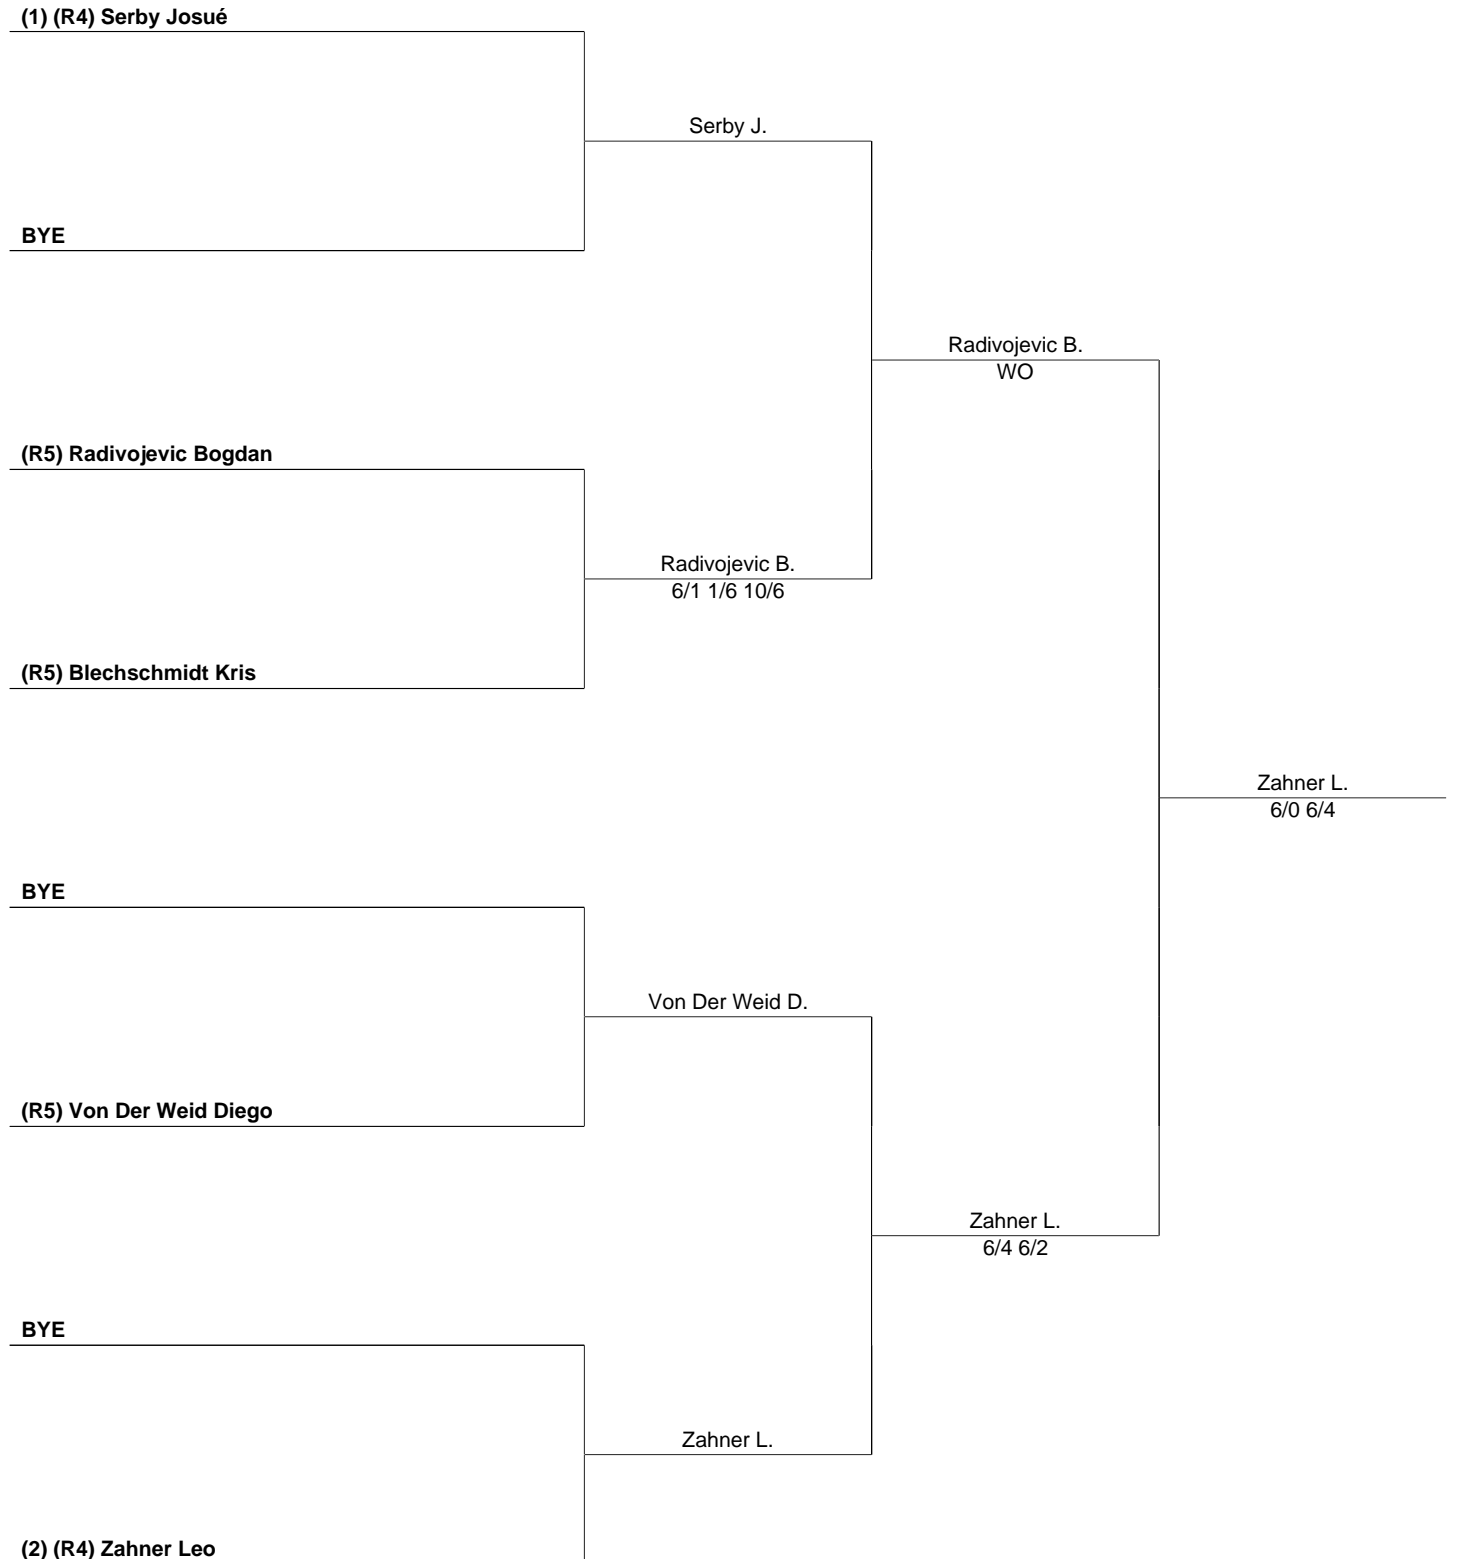 (1) (R4) Serby Josué
Serby J.
BYE
Radivojevic B.
WO
(R5) Radivojevic Bogdan
Radivojevic B.
6/1 1/6 10/6
(R5) Blechschmidt Kris
Zahner L.
6/0 6/4
BYE
Von Der Weid D.
(R5) Von Der Weid Diego
Zahner L.
6/4 6/2
BYE
Zahner L.
(2) (R4) Zahner Leo